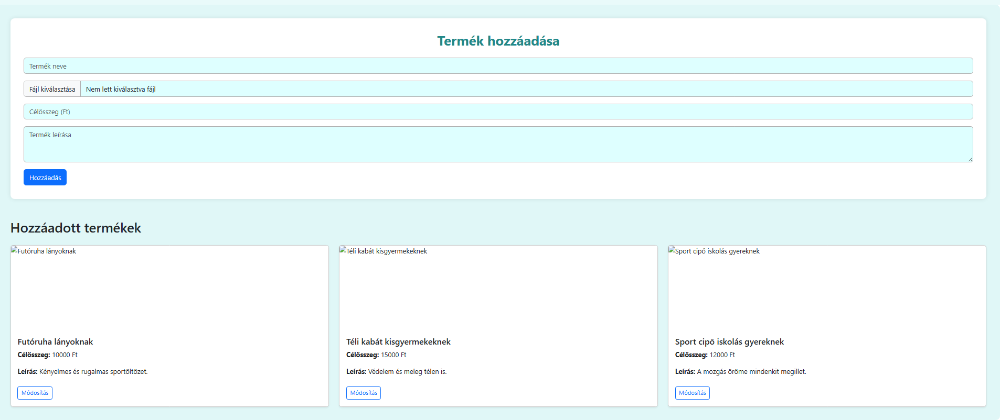 Termék hozzáadása
Termék neve
Fájl kiválasztása Nem lett kiválasztva fájl
Célösszeg (Ft)
Termék leírása
Hozzáadás
Hozzáadott termékek
Futóruha lányoknak
Futóruha lányoknak
Célösszeg: 10000 Ft
Leírás: Kényelmes és rugalmas sportöltözet.
Módosítás
Téli kabát kisgyermekeknek
Téli kabát kisgyermekeknek
Célösszeg: 15000 Ft
Leírás: Védelem és meleg télen is.
Módosítás
Sport cipő iskolás gyereknek
Sport cipő iskolás gyereknek
Célösszeg: 12000 Ft
Leírás: A mozgás öröme mindenkit megillet.
Módosítás